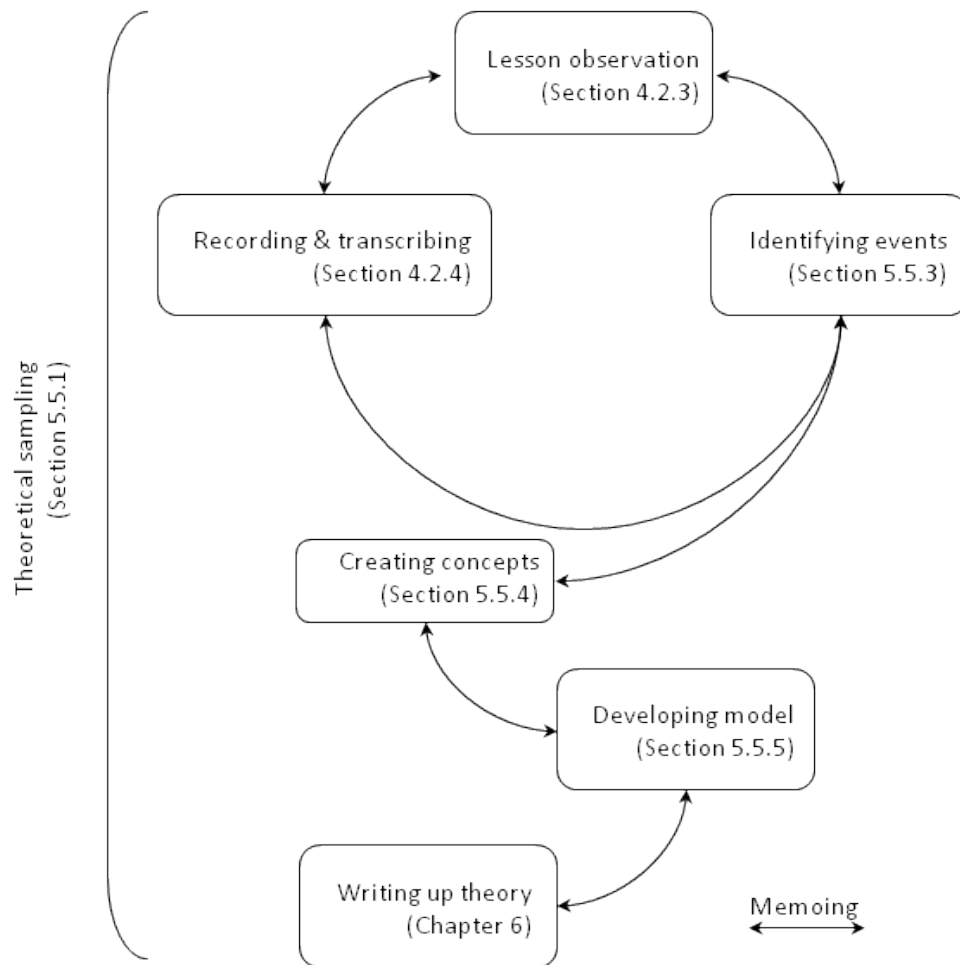 Lesson observation
(Section 4.2.3)
Recording & transcribing
(Section 4.2.4)
Identifying events
(Section 5.5.3)
Theoretical sampling
(Section 5.5.1)
Creating concepts
(Section 5.5.4)
Developing model
(Section 5.5.5)
Writing up theory
(Chapter 6)
Memoing